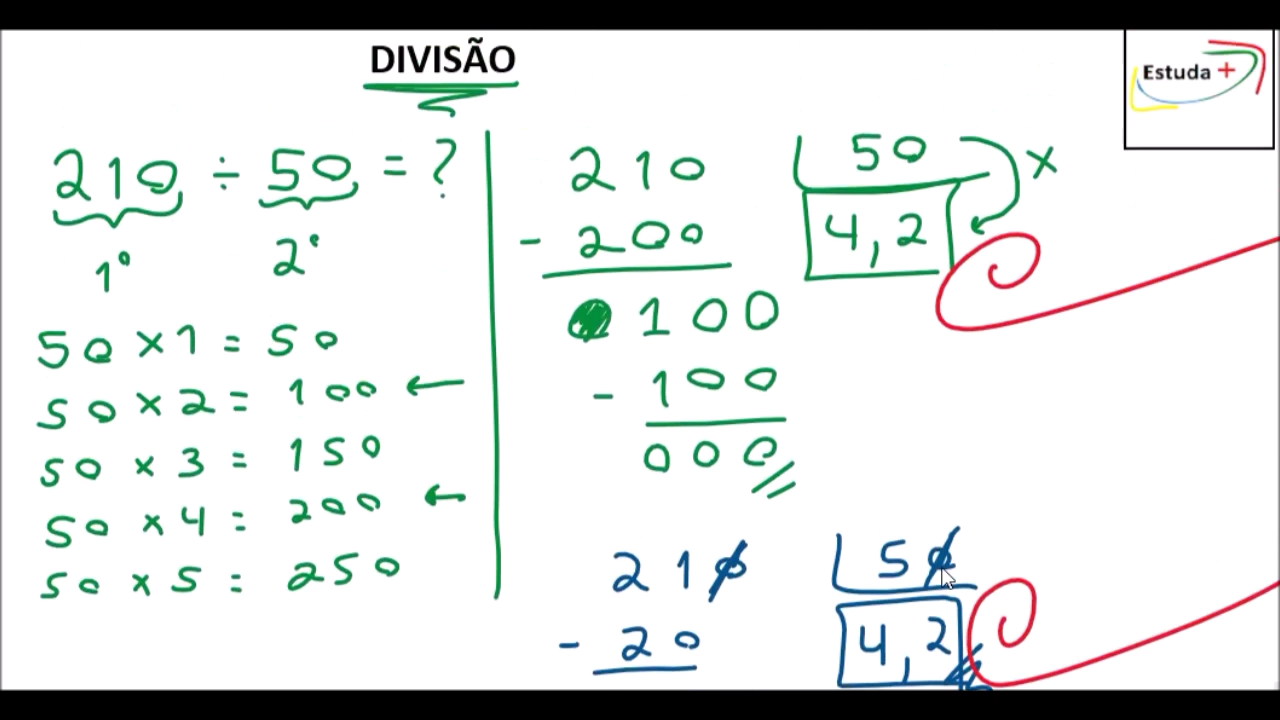 DIVISÃO
Estuda +
210 ÷ 50 = ?
1° 2°
50 × 1 = 50
50 × 2 = 100 ←
50 × 3 = 150
50 × 4 = 200 ←
50 × 5 = 250
210 50 ×
- 200 4,2
100
- 100
000
210 50
- 20 4,2